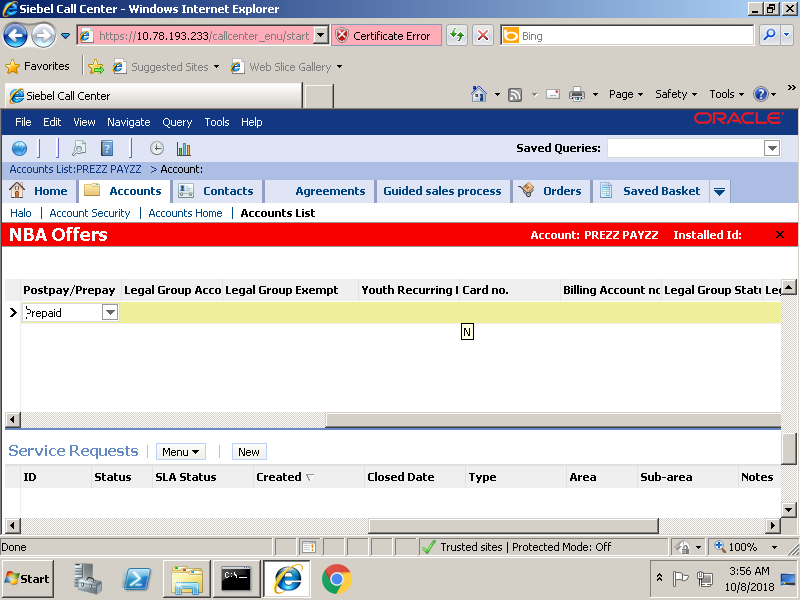 Siebel Call Center - Windows Internet Explorer
https://10.78.193.233/callcenter_enu/start
Certificate Error
Bing
Favorites
Suggested Sites
Web Slice Gallery
Siebel Call Center
Page
Safety
Tools
File Edit View Navigate Query Tools Help
ORACLE
Saved Queries:
Accounts List:PREZZ PAYZZ > Account:
Home
Accounts
Contacts
Agreements
Guided sales process
Orders
Saved Basket
Halo | Account Security | Accounts Home | Accounts List
NBA Offers
Account: PREZZ PAYZZ Installed Id:
Postpay/Prepay Legal Group Acco Legal Group Exempt Youth Recurring I Card no. Billing Account no Legal Group Statu Leg
Prepaid
N
Service Requests
Menu
New
ID Status SLA Status Created Closed Date Type Area Sub-area Notes
Done
Trusted sites | Protected Mode: Off
100%
Start
3:56 AM
10/8/2018